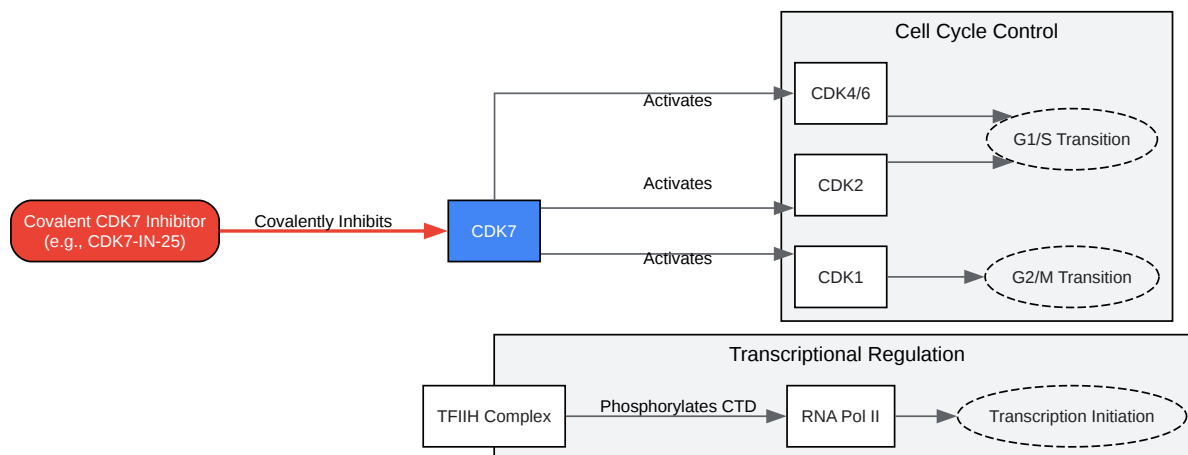 Cell Cycle Control
Activates
CDK4/6
G1/S Transition
Activates
CDK2
Covalent CDK7 Inhibitor
(e.g., CDK7-IN-25)
Covalently Inhibits
CDK7
Activates
CDK1
G2/M Transition
Transcriptional Regulation
TFIIH Complex
Phosphorylates CTD
RNA Pol II
Transcription Initiation